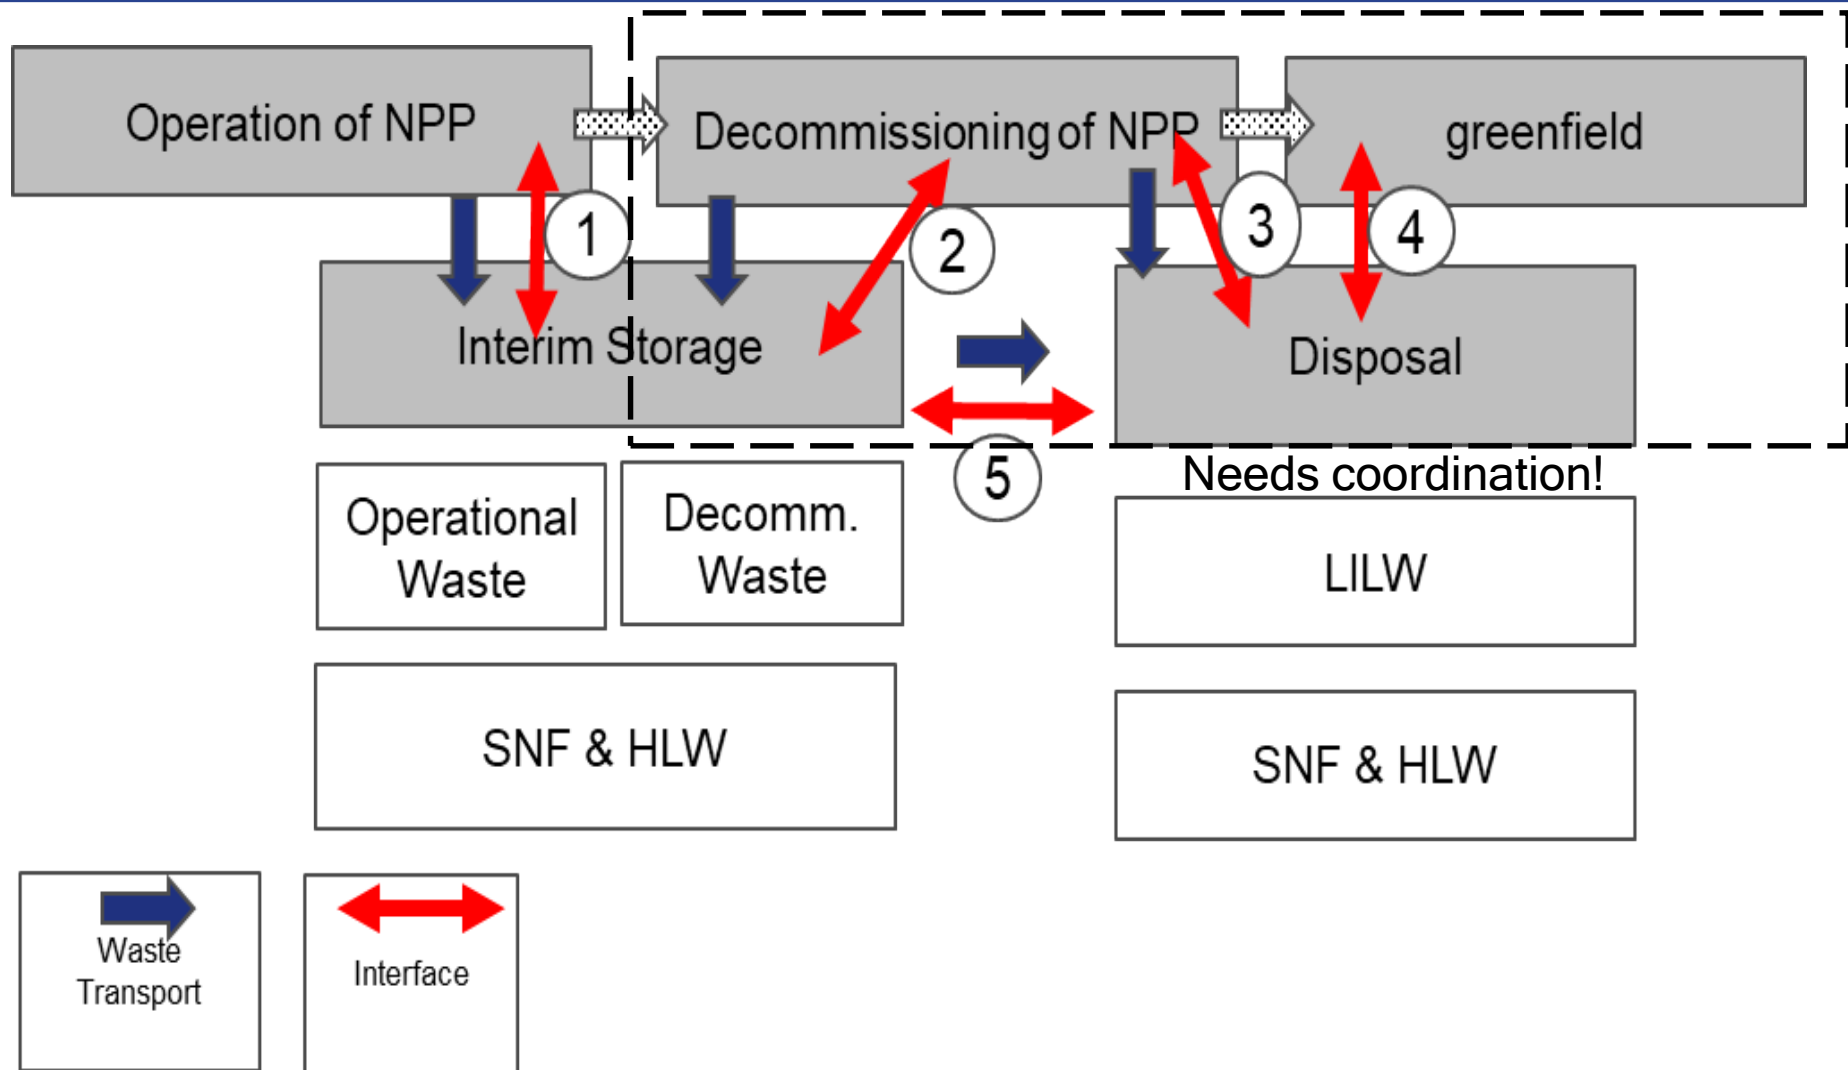 Operation of NPP
Decommissioning of NPP
greenfield
1
2
3
4
Interim Storage
Disposal
5
Needs coordination!
Operational
Waste
Decomm.
Waste
LILW
SNF & HLW
SNF & HLW
Waste
Transport
Interface